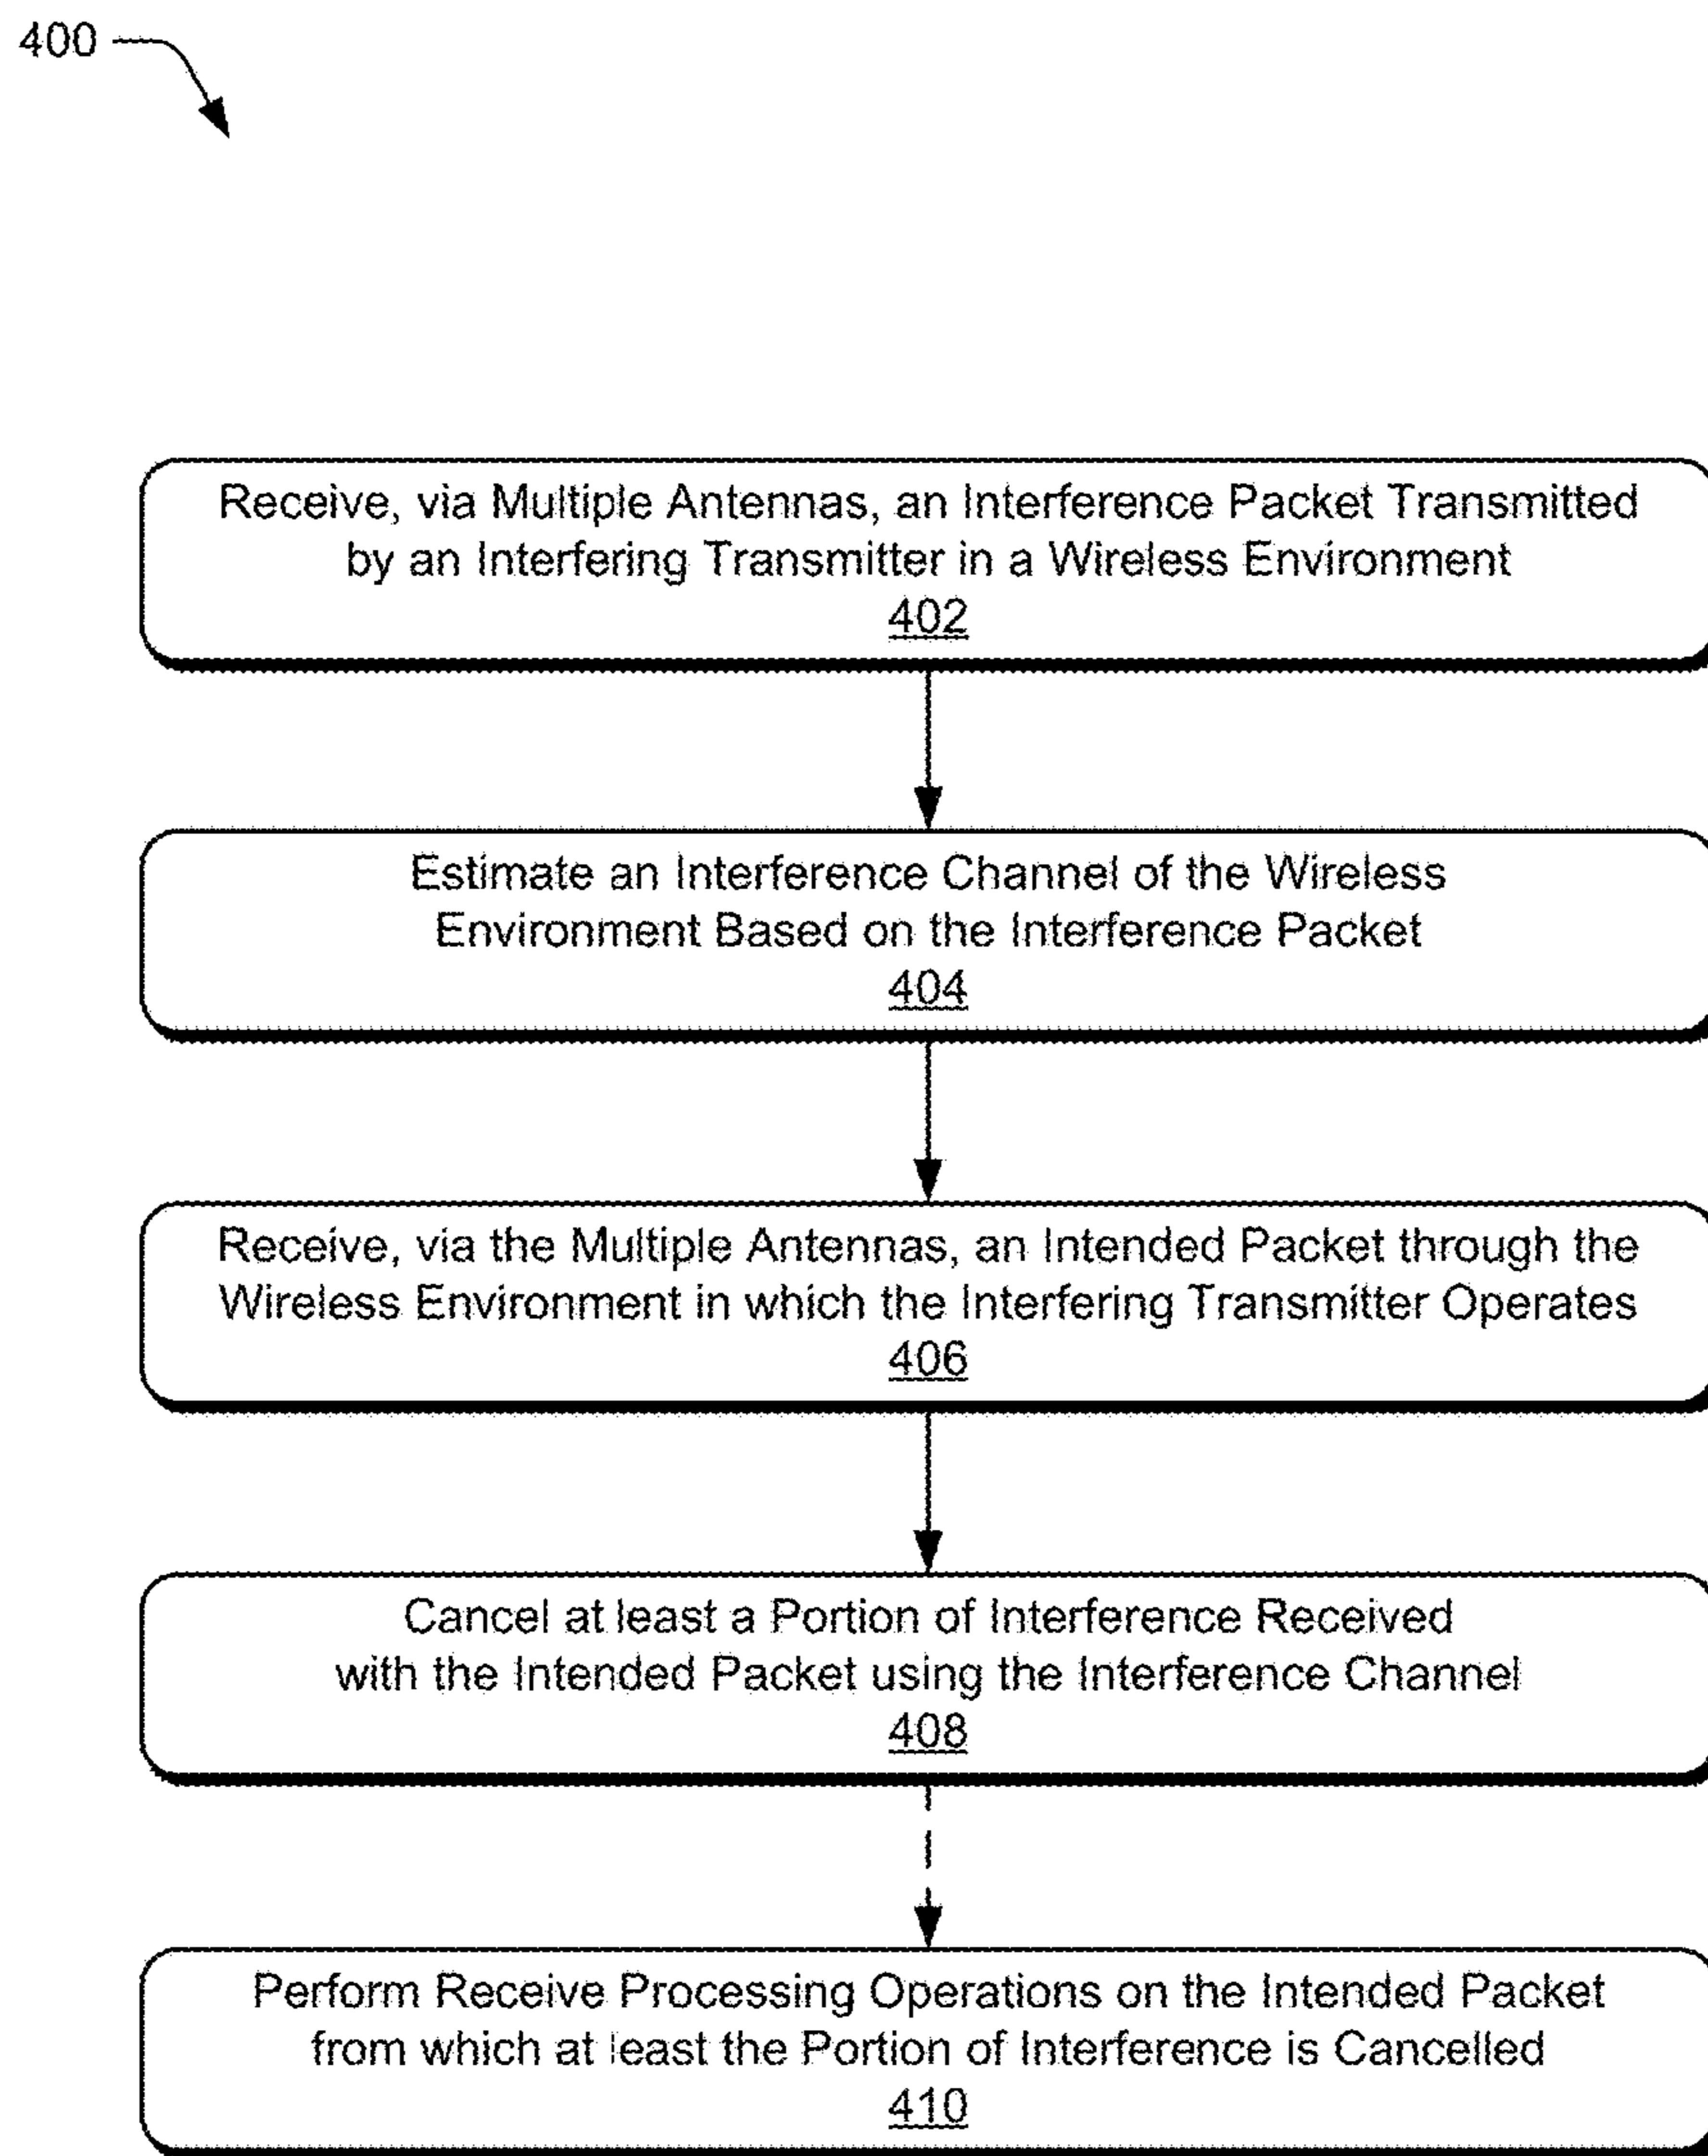 400
Receive, via Multiple Antennas, an Interference Packet Transmitted
by an Interfering Transmitter in a Wireless Environment
402
Estimate an Interference Channel of the Wireless
Environment Based on the Interference Packet
404
Receive, via the Multiple Antennas, an Intended Packet through the
Wireless Environment in which the Interfering Transmitter Operates
406
Cancel at least a Portion of Interference Received
with the Intended Packet using the Interference Channel
408
Perform Receive Processing Operations on the Intended Packet
from which at least the Portion of Interference is Cancelled
410